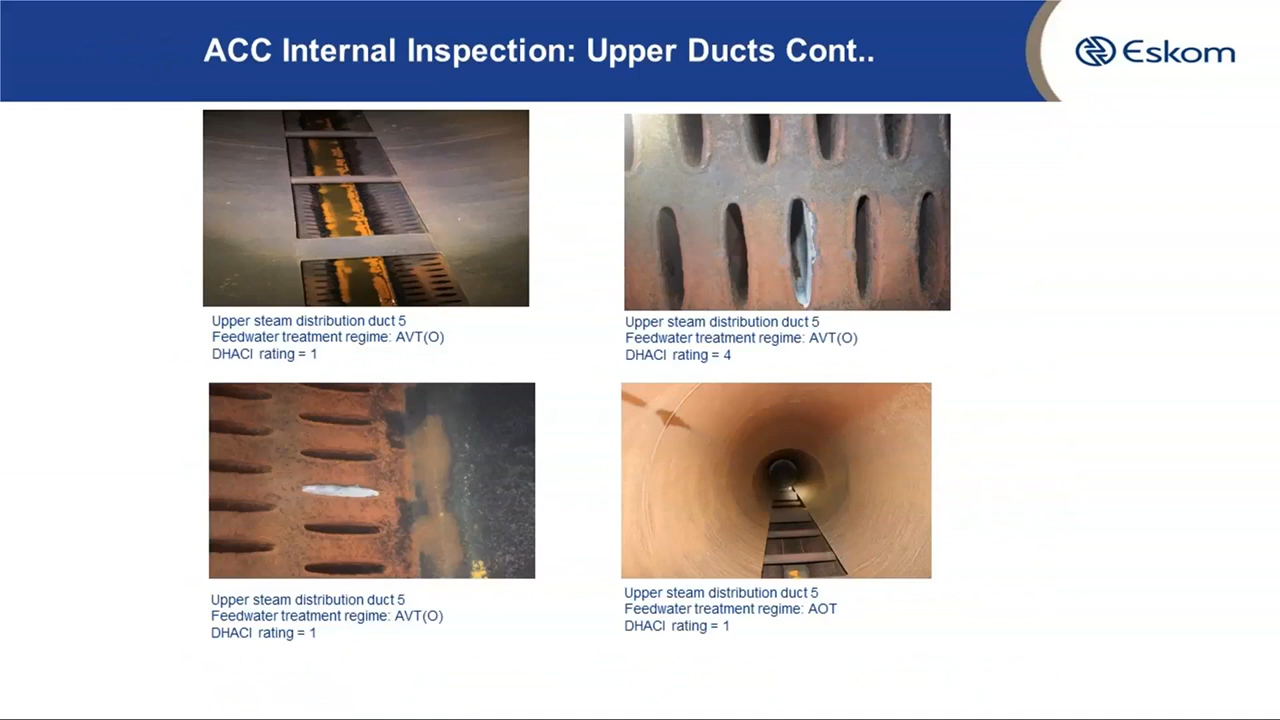 ACC Internal Inspection: Upper Ducts Cont..
Eskom
Upper steam distribution duct 5
Feedwater treatment regime: AVT(O)
DHACI rating = 1
Upper steam distribution duct 5
Feedwater treatment regime: AVT(O)
DHACI rating = 4
Upper steam distribution duct 5
Feedwater treatment regime: AVT(O)
DHACI rating = 1
Upper steam distribution duct 5
Feedwater treatment regime: AOT
DHACI rating = 1